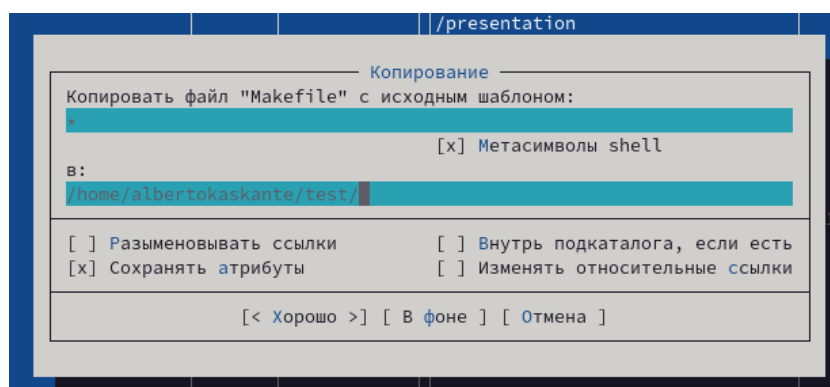 /presentation
Копирование
Копировать файл "Makefile" с исходным шаблоном:
*
[x] Метасимволы shell
в:
/home/albertokaskante/test/
[ ] Разыменовывать ссылки [ ] Внутрь подкаталога, если есть
[x] Сохранять атрибуты [ ] Изменять относительные ссылки
[< Хорошо >] [ В фоне ] [ Отмена ]